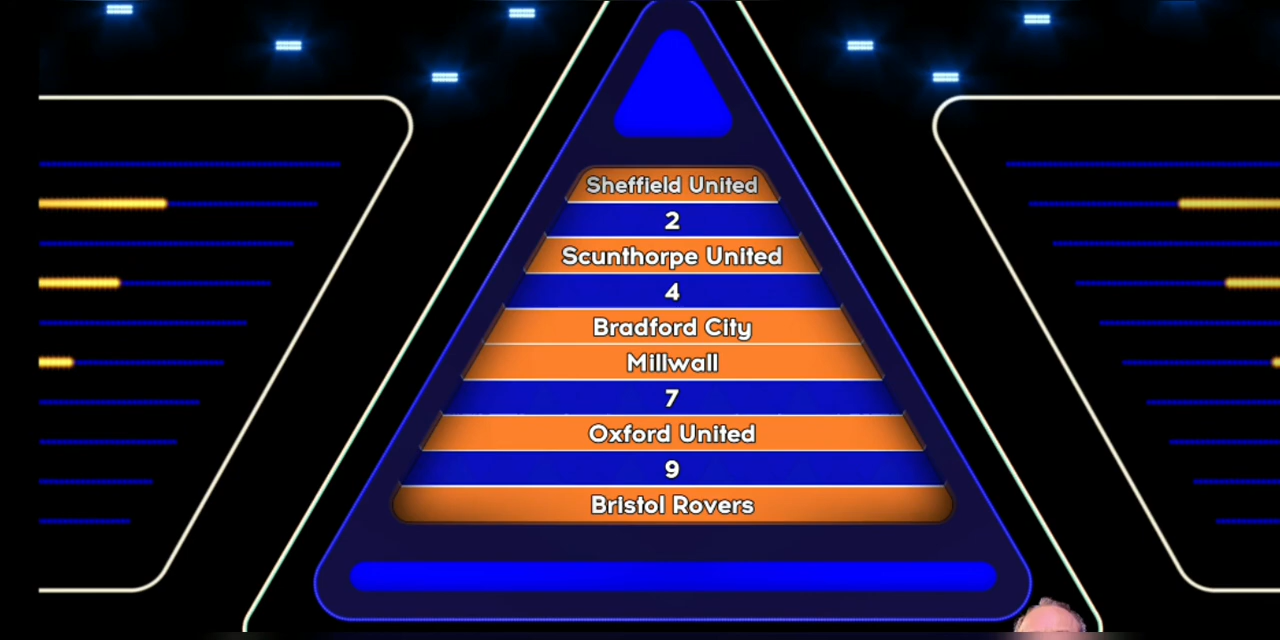 Sheffield United
2
Scunthorpe United
4
Bradford City
Millwall
7
Oxford United
9
Bristol Rovers